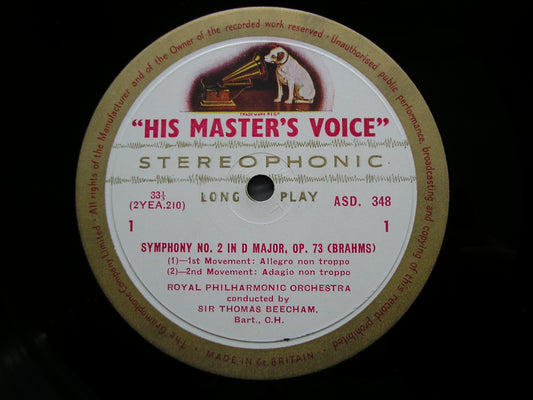 The Gramophone Company Limited · All rights of the Manufacturer and of the Owner of the recorded work reserved · Unauthorised public performance, broadcasting and copying of this record prohibited
TRADE MARK REGD
"HIS MASTER'S VOICE"
STEREOPHONIC
33⅓
LONG PLAY
ASD. 348
(2YEA.210)
1
1
SYMPHONY NO. 2 IN D MAJOR, OP. 73 (BRAHMS)
(1)—1st Movement: Allegro non troppo
(2)—2nd Movement: Adagio non troppo
ROYAL PHILHARMONIC ORCHESTRA
conducted by
SIR THOMAS BEECHAM,
Bart., C.H.
· MADE IN Gt. BRITAIN ·